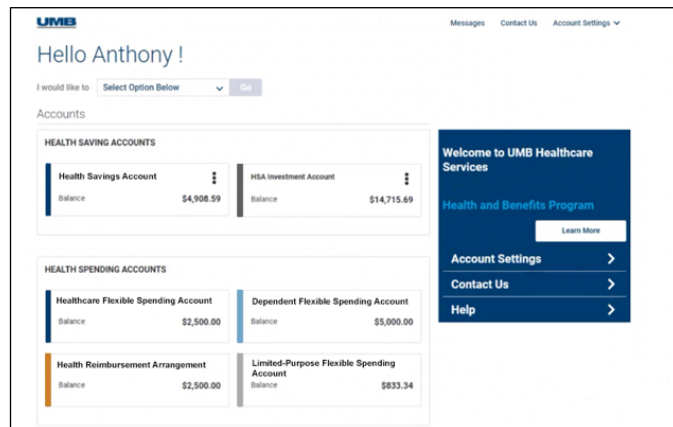 UMB
Messages Contact Us Account Settings
Hello Anthony !
I would like to Select Option Below Go
Accounts
HEALTH SAVING ACCOUNTS
Health Savings Account
Balance $4,908.59
HSA Investment Account
Balance $14,715.69
HEALTH SPENDING ACCOUNTS
Healthcare Flexible Spending Account
Balance $2,500.00
Dependent Flexible Spending Account
Balance $5,000.00
Health Reimbursement Arrangement
Balance $2,500.00
Limited-Purpose Flexible Spending
Account
Balance $833.34
Welcome to UMB Healthcare
Services
Health and Benefits Program
Learn More
Account Settings
Contact Us
Help